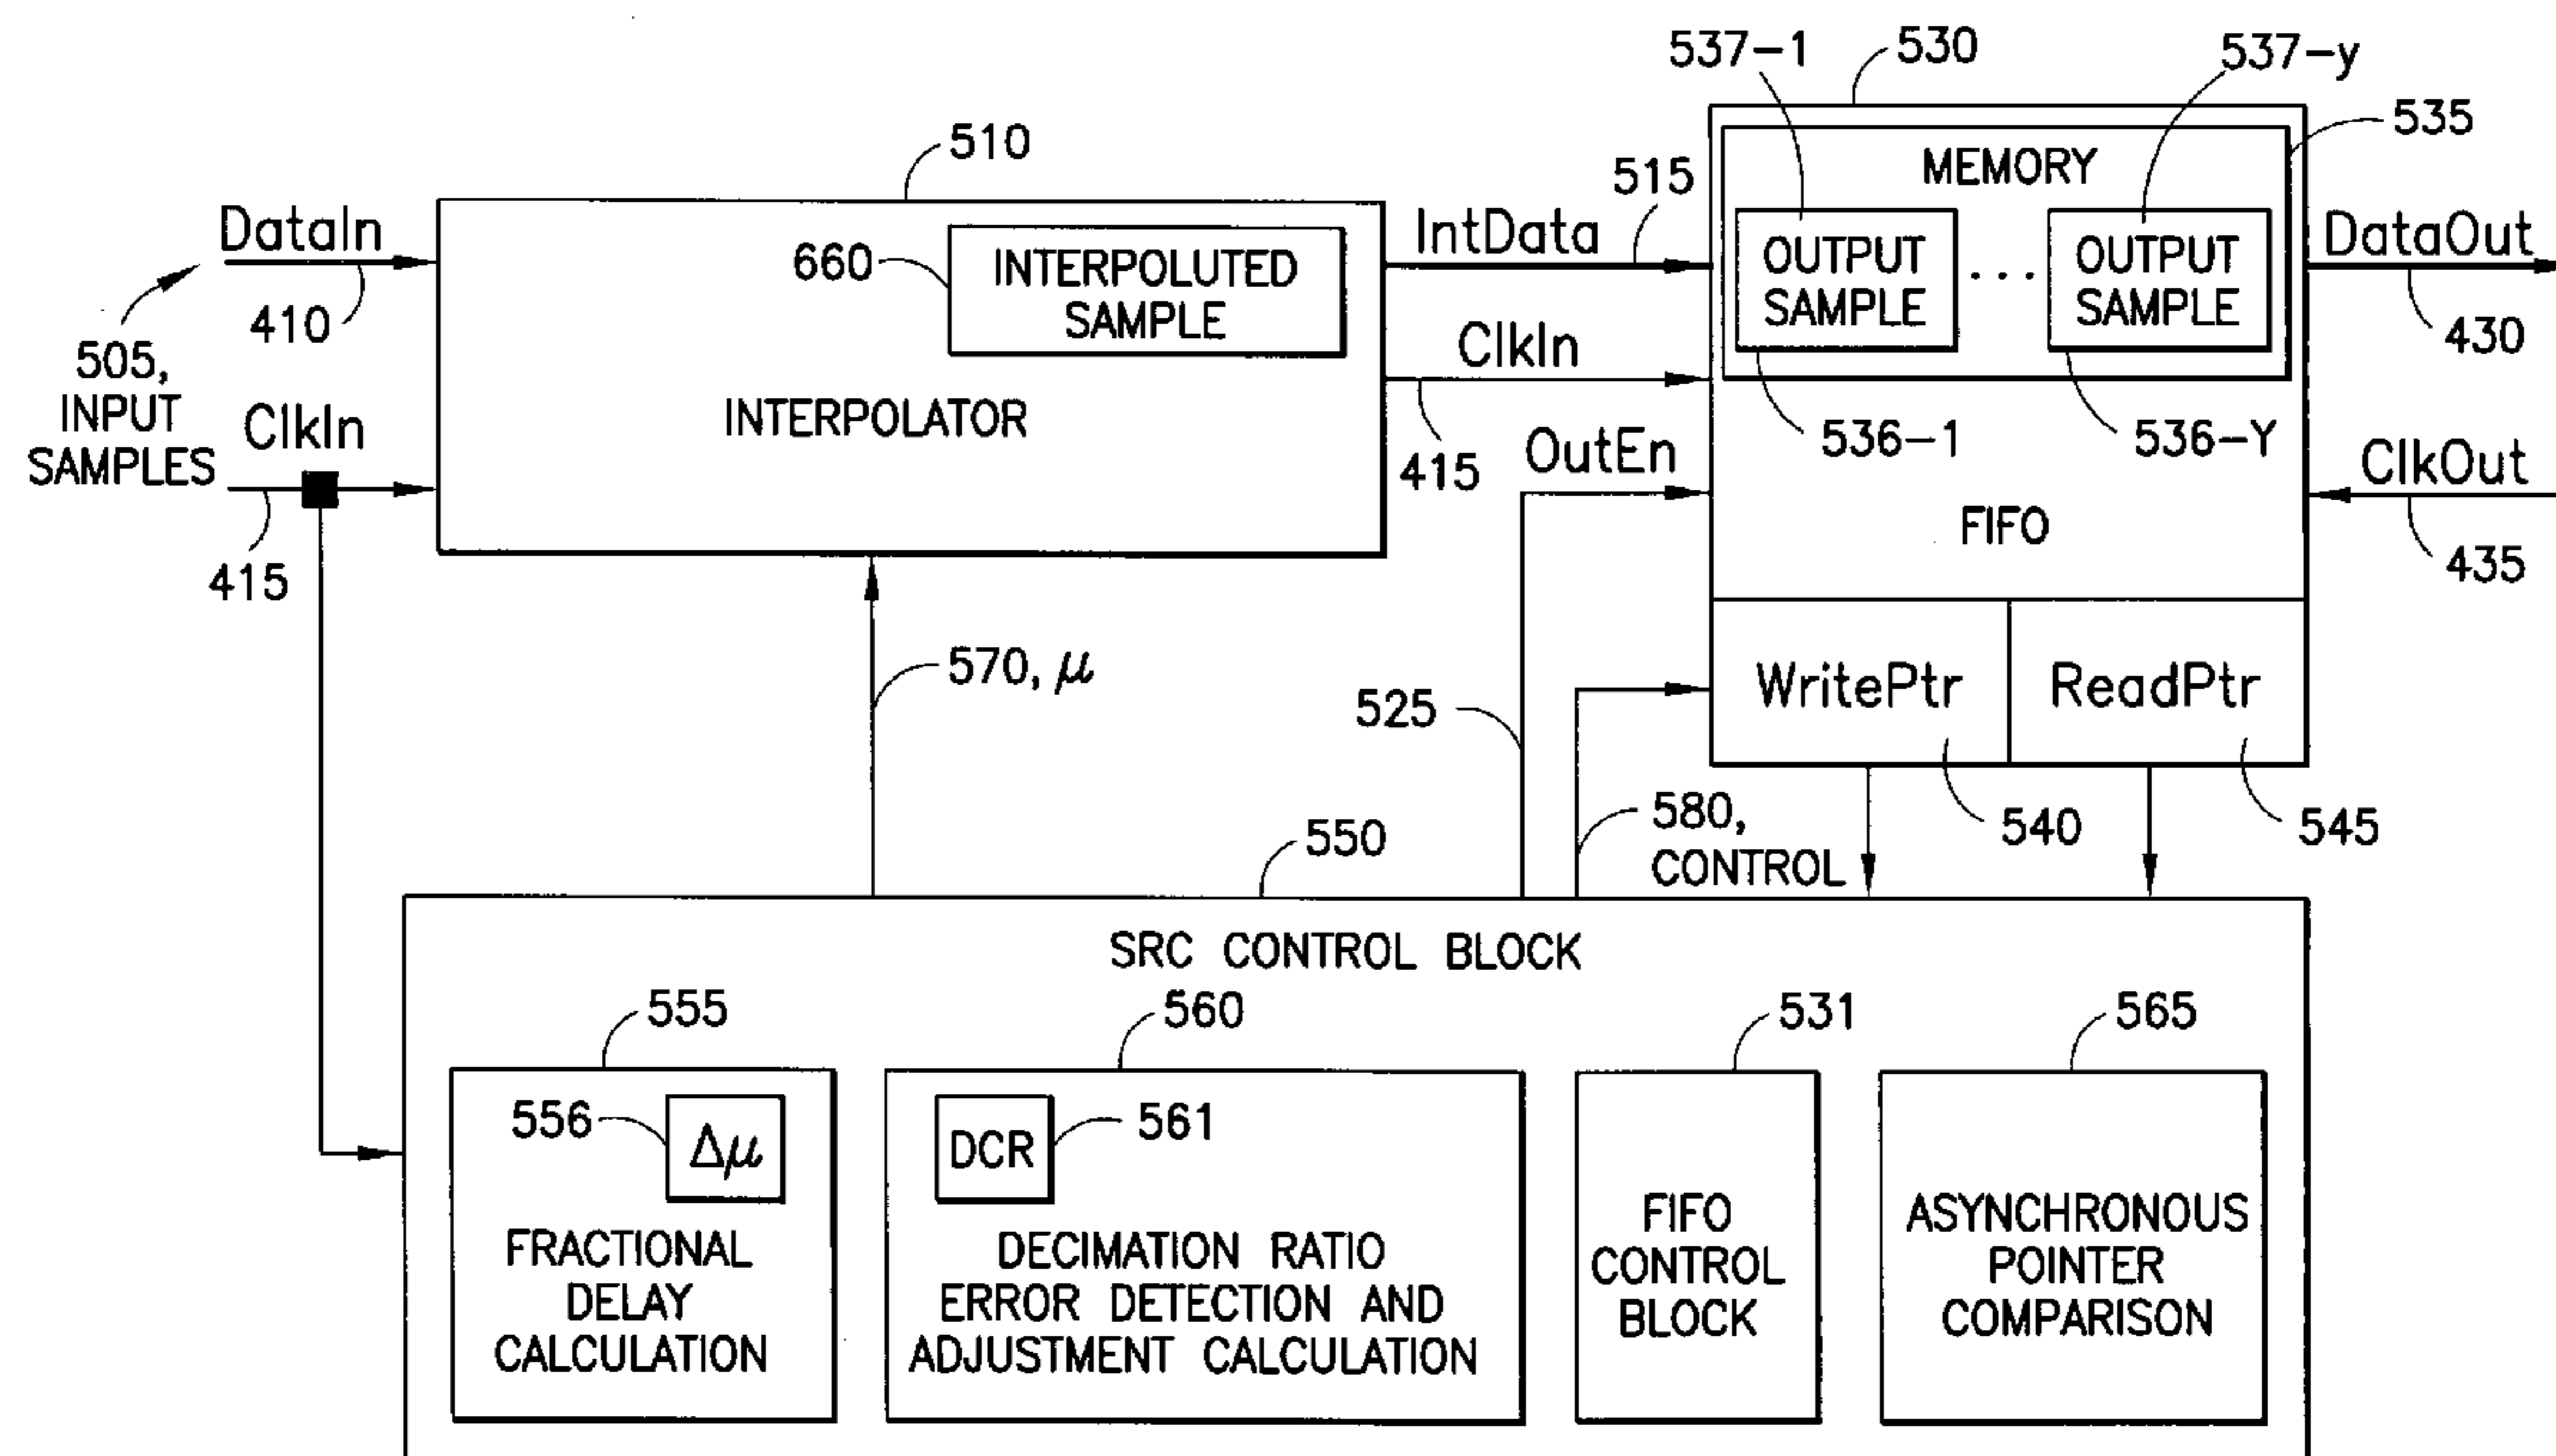 537-1
530
537-y
535
510
MEMORY
515
DataIn
IntData
DataOut
660
INTERPOLUTED
SAMPLE
OUTPUT
SAMPLE
...
OUTPUT
SAMPLE
410
430
505,
INPUT
SAMPLES
ClkIn
ClkIn
INTERPOLATOR
536-1
536-Y
OutEn
415
ClkOut
FIFO
415
435
570, μ
525
WritePtr
ReadPtr
580,
CONTROL
540
545
550
SRC CONTROL BLOCK
555
560
531
565
556
Δμ
DCR
561
FRACTIONAL
DELAY
CALCULATION
DECIMATION RATIO
ERROR DETECTION AND
ADJUSTMENT CALCULATION
FIFO
CONTROL
BLOCK
ASYNCHRONOUS
POINTER
COMPARISON